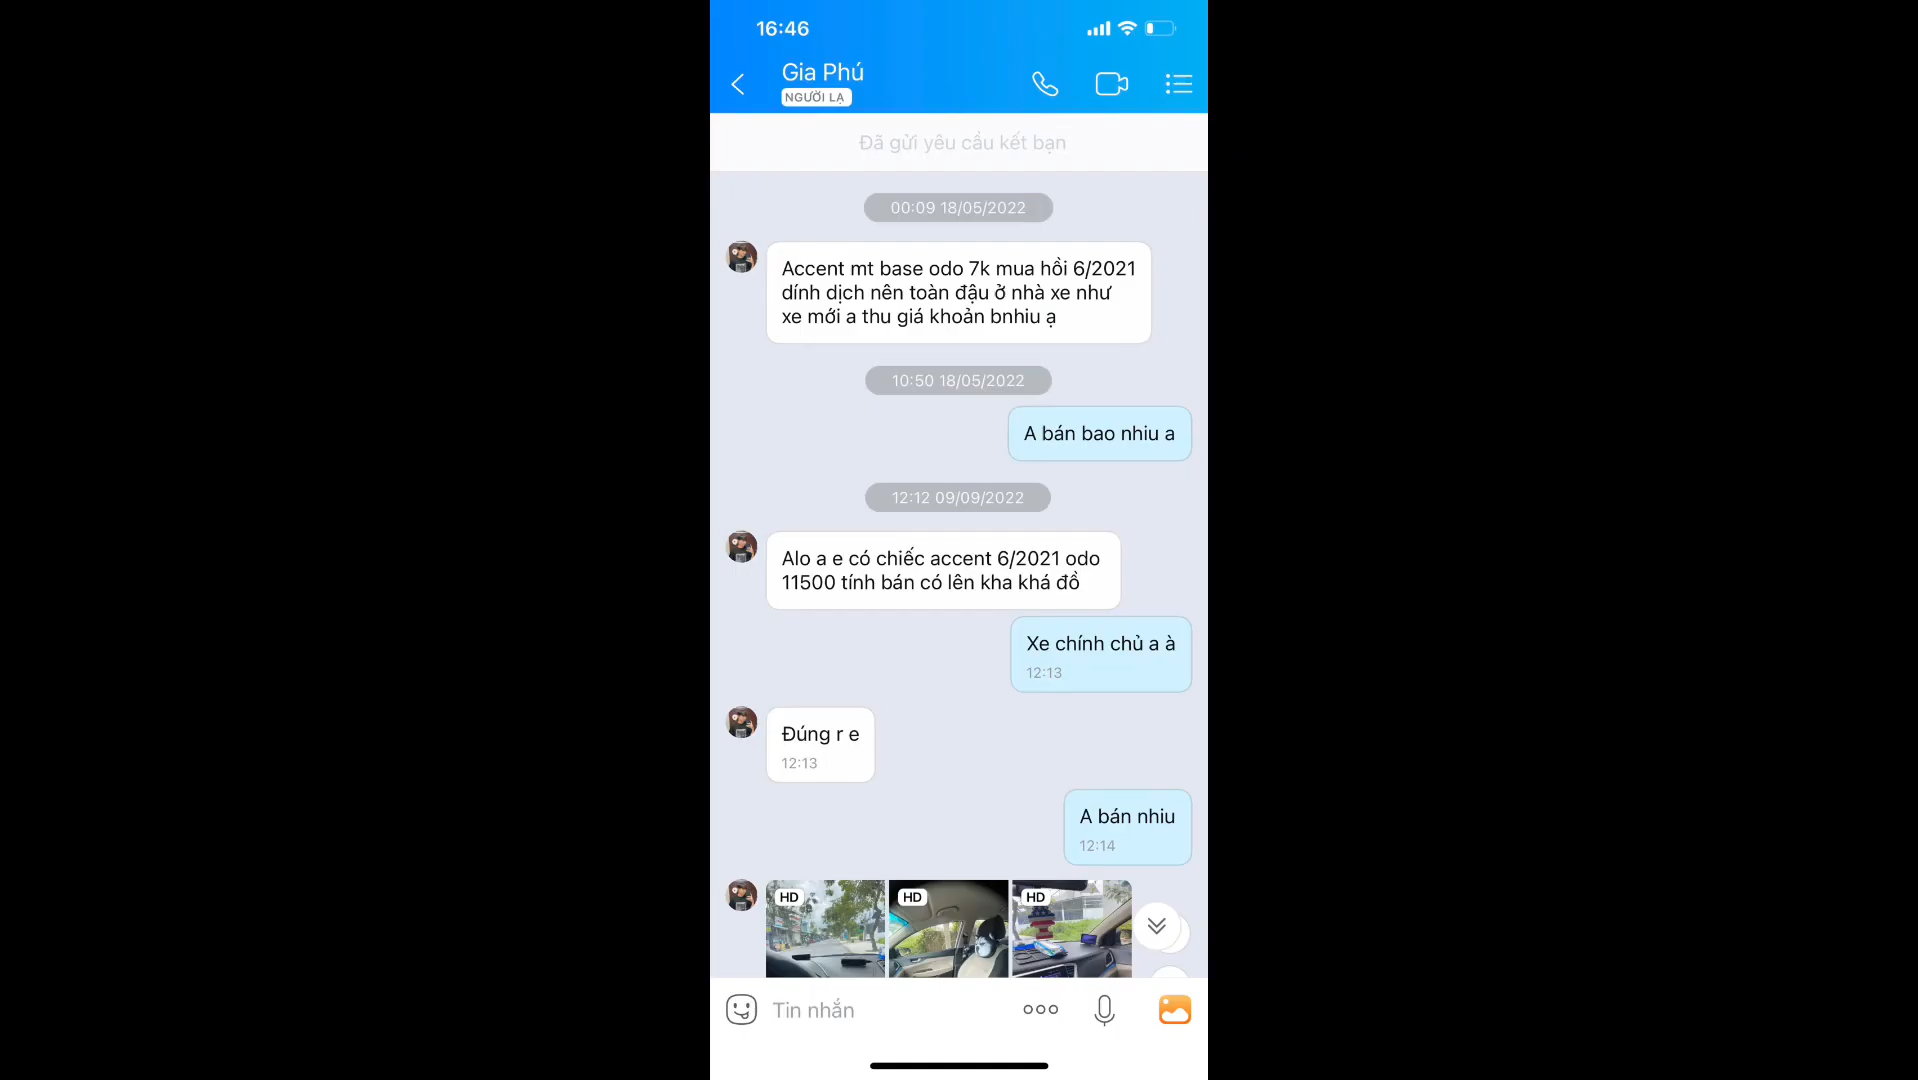 16:46
Gia Phú
NGƯỜI LẠ
Đã gửi yêu cầu kết bạn
00:09 18/05/2022
Accent mt base odo 7k mua hồi 6/2021
dính dịch nên toàn đậu ở nhà xe như
xe mới a thu giá khoản bnhiu ạ
10:50 18/05/2022
A bán bao nhiu a
12:12 09/09/2022
Alo a e có chiếc accent 6/2021 odo
11500 tính bán có lên kha khá đồ
Xe chính chủ a à
12:13
Đúng r e
12:13
A bán nhiu
12:14
HD
HD
HD
Tin nhắn